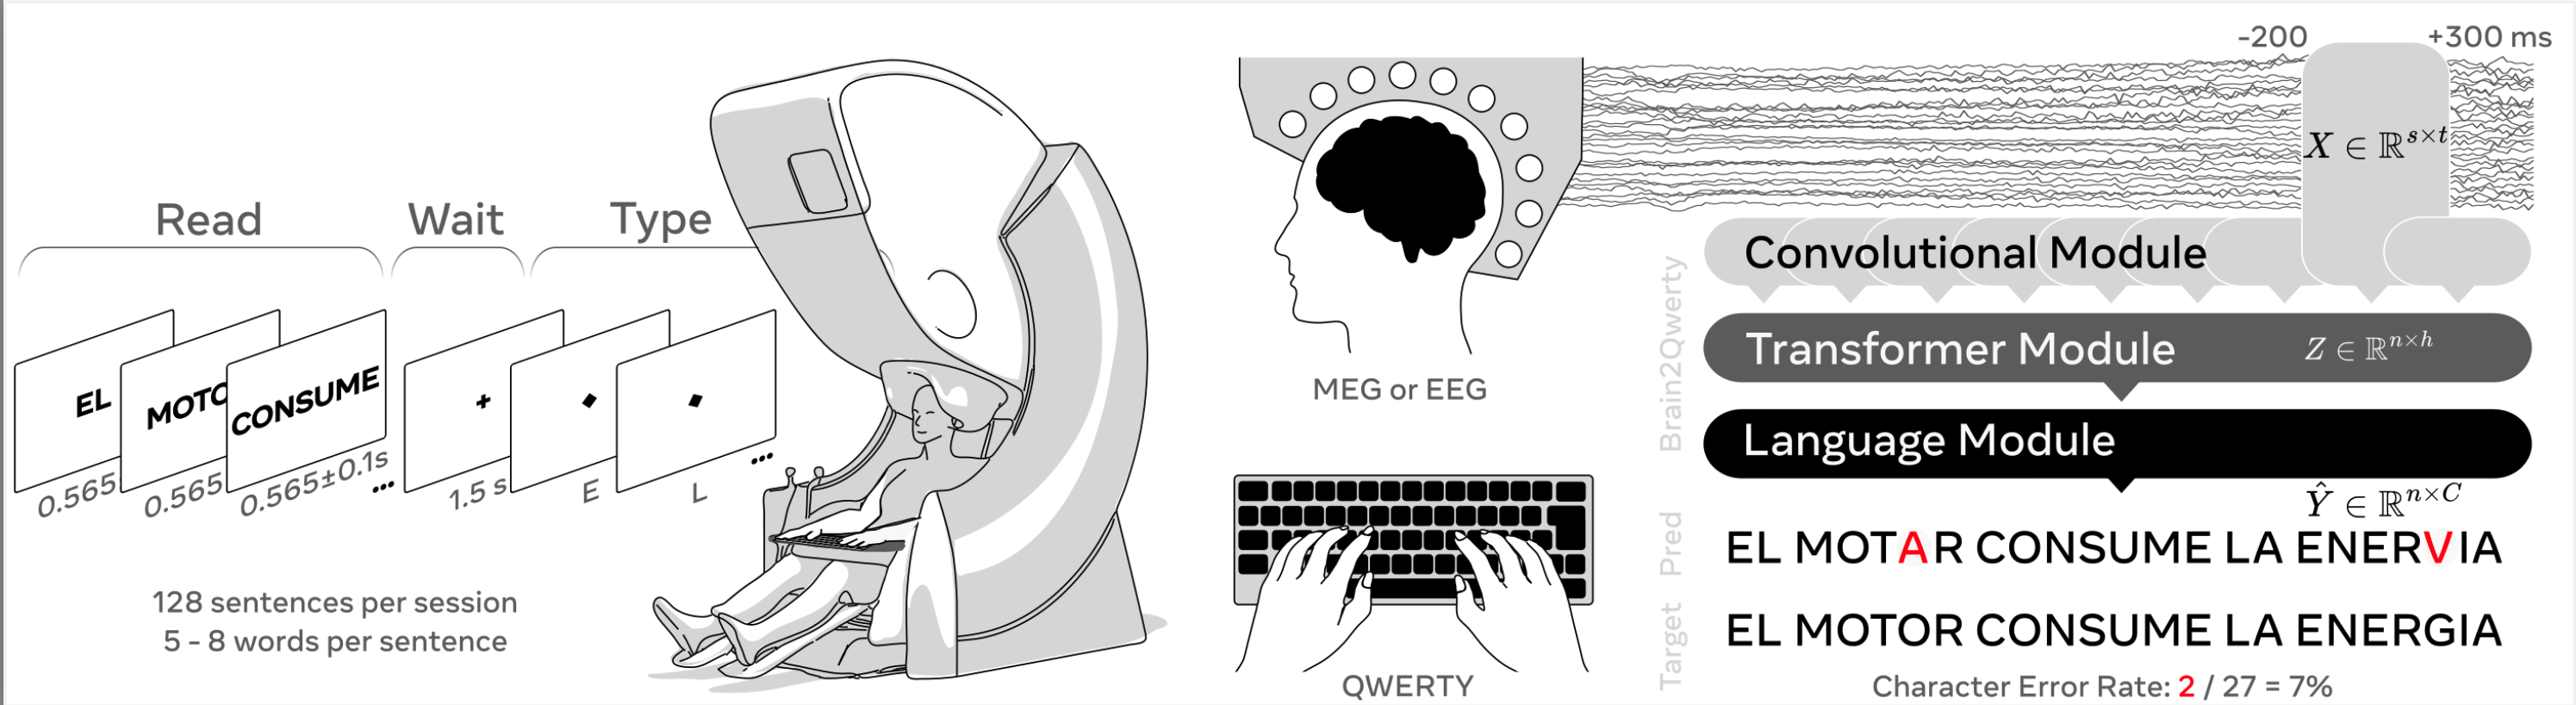 Read
Wait
Type
EL
MOTO
CONSUME
+
0.565
0.565
0.565±0.1s
...
1.5 s
E
L
...
128 sentences per session
5 - 8 words per sentence
MEG or EEG
QWERTY
-200
+300 ms
X ∈ ℝ^{s×t}
Brain2Qwerty
Convolutional Module
Transformer Module
Z ∈ ℝ^{n×h}
Language Module
Ŷ ∈ ℝ^{n×C}
Pred
EL MOTAR CONSUME LA ENERVIA
Target
EL MOTOR CONSUME LA ENERGIA
Character Error Rate: 2 / 27 = 7%